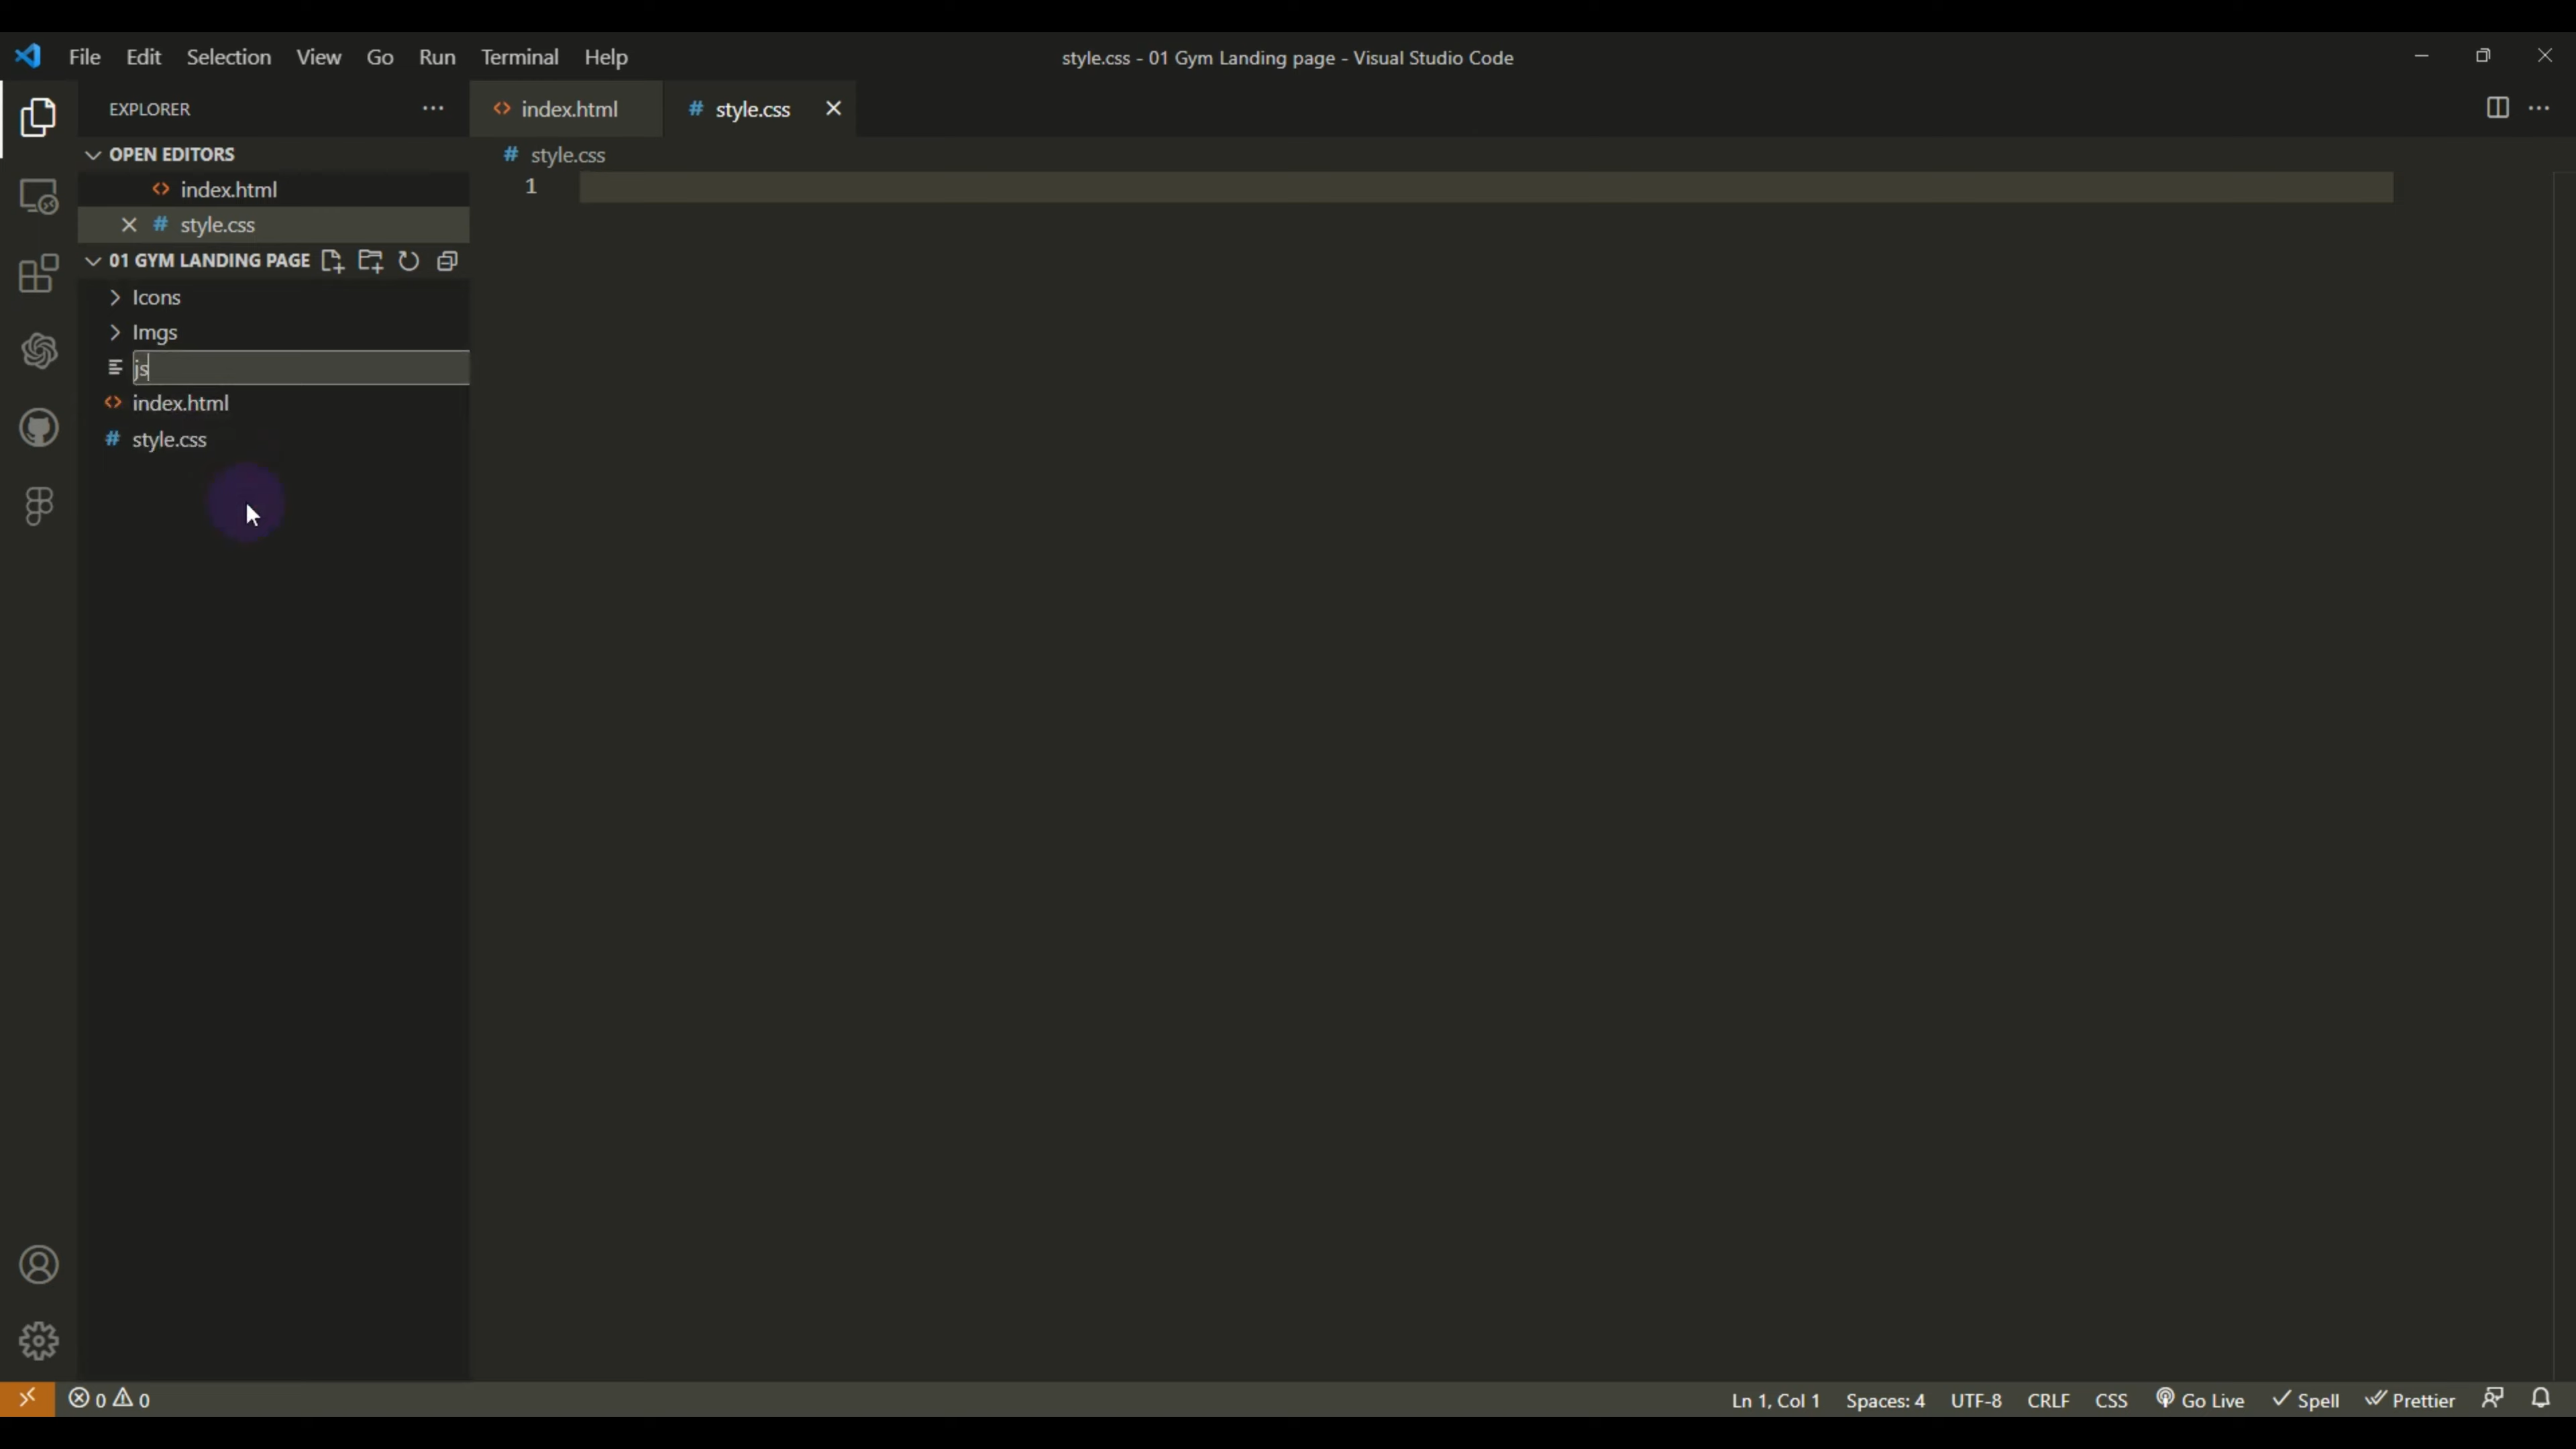 File Edit Selection View Go Run Terminal Help
style.css - 01 Gym Landing page - Visual Studio Code
EXPLORER
index.html
# style.css
OPEN EDITORS
index.html
# style.css
01 GYM LANDING PAGE
Icons
Imgs
js
index.html
# style.css
# style.css
1
0 0
Ln 1, Col 1 Spaces: 4 UTF-8 CRLF CSS Go Live Spell Prettier